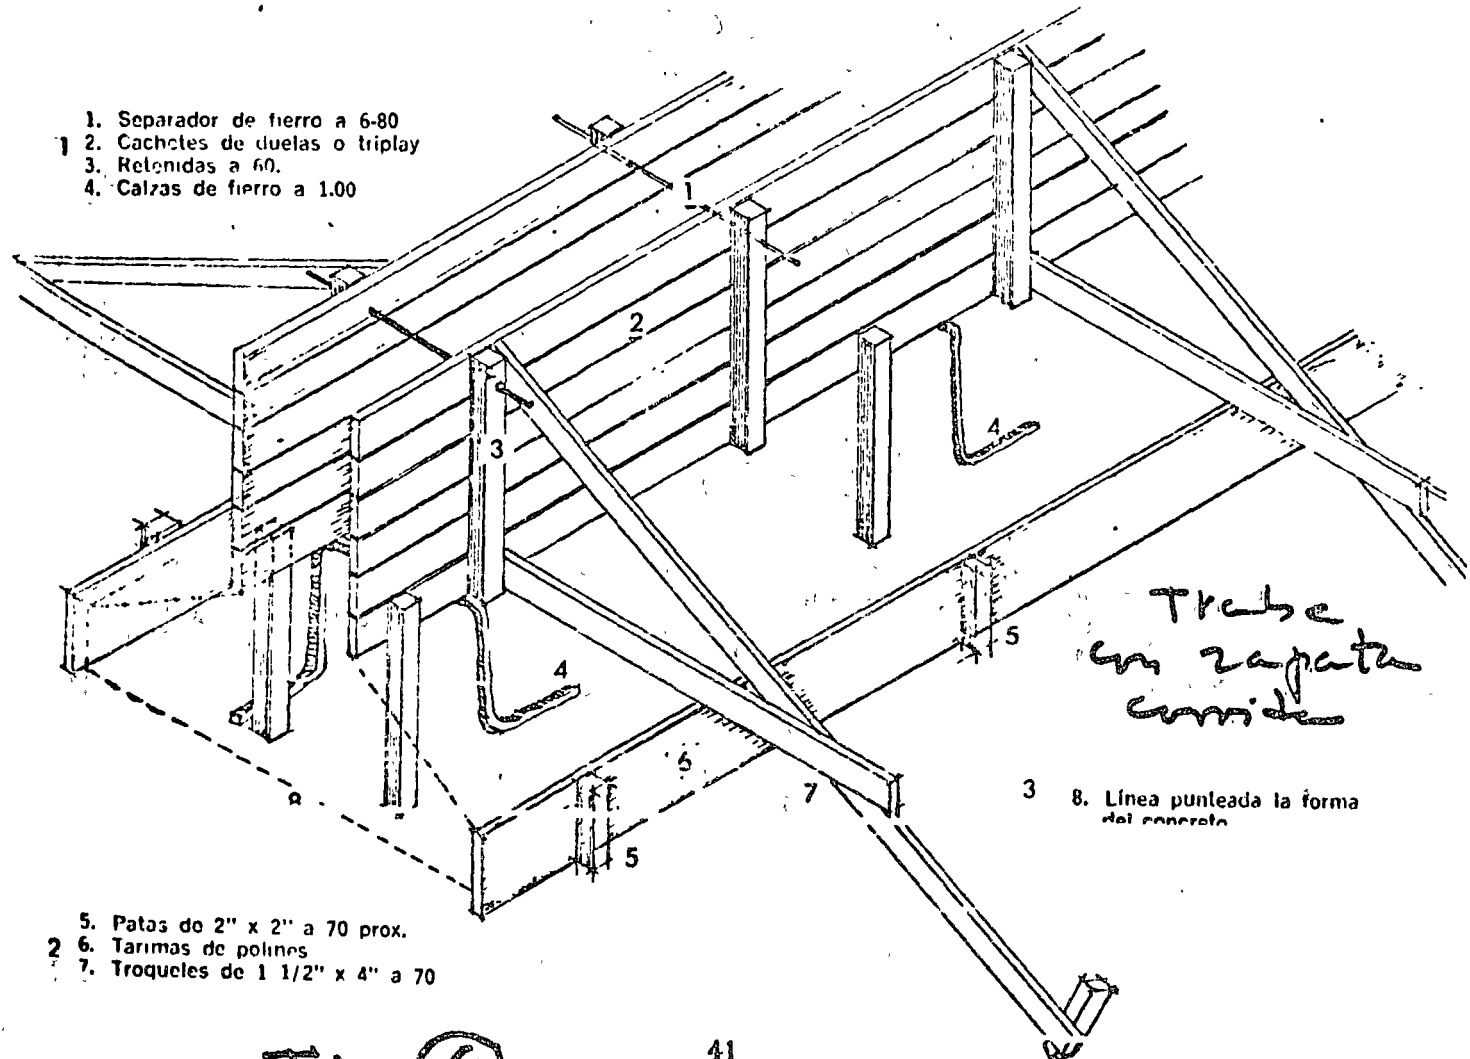 1. Separador de fierro a 6-80
1 2. Cachetes de duelas o triplay
3. Retenidas a 60.
4. Calzas de fierro a 1.00
1
2
3
4
4
5
6
7
5
8
Trabe
con zapata
corrida
3 8. Línea punteada la forma
del concreto
5. Patas de 2" x 2" a 70 prox.
2 6. Tarimas de polines
7. Troqueles de 1 1/2" x 4" a 70
41